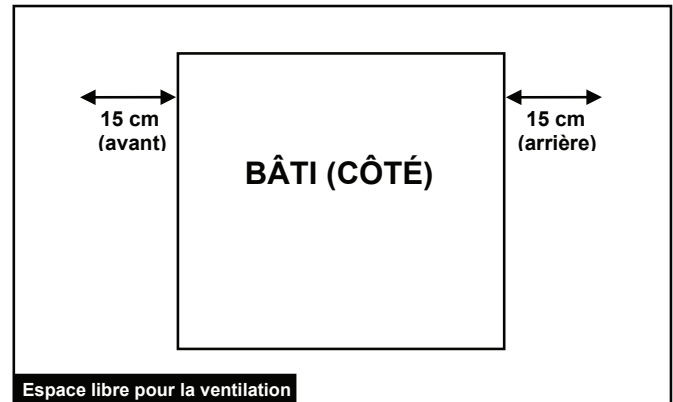 15 cm
(avant)
15 cm
(arrière)
BÂTI (CÔTÉ)
Espace libre pour la ventilation